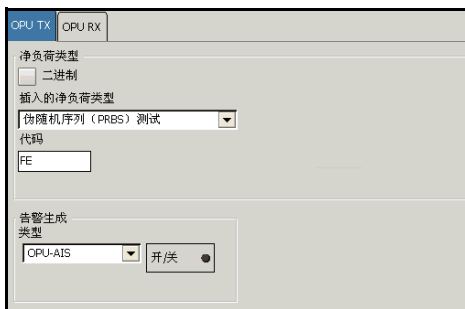 OPU TX OPU RX
净负荷类型
二进制
插入的净负荷类型
伪随机序列（PRBS）测试
代码
FE
告警生成
类型
OPU-AIS 开/关